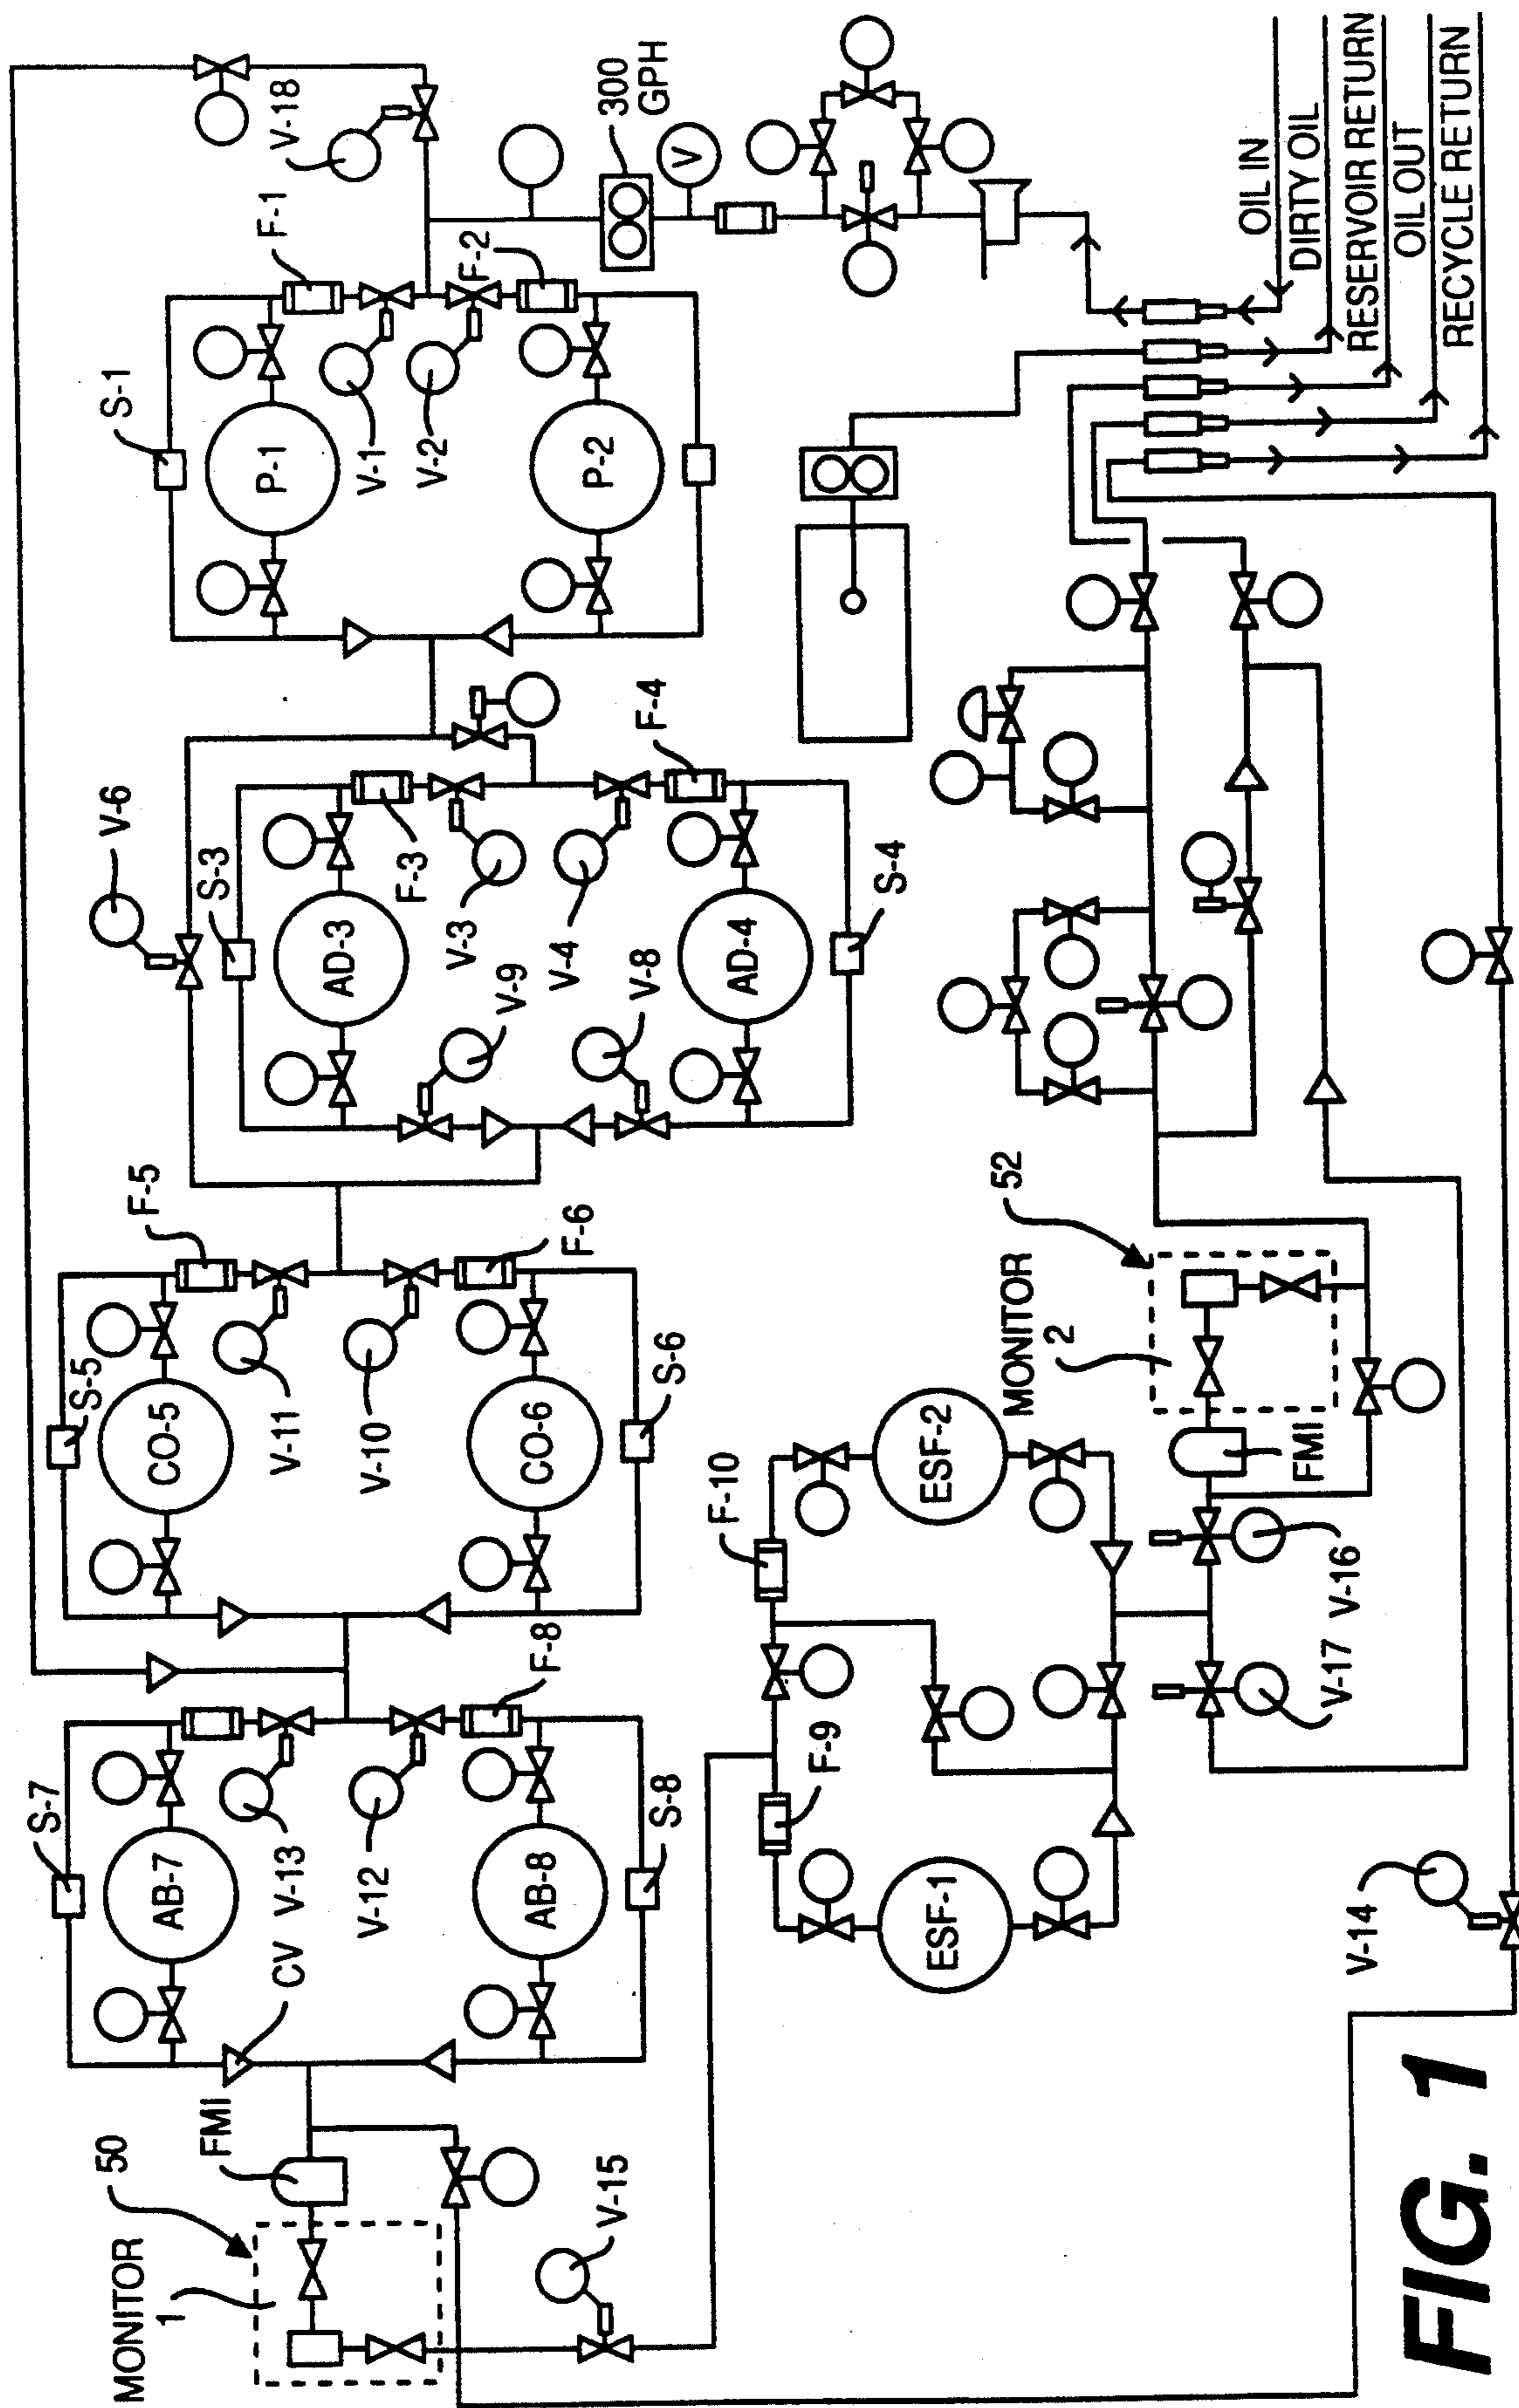 MONITOR
1
50
FMI
CV
S-7
AB-7
V-13
V-12
AB-8
S-8
F-8
V-15
S-5
CO-5
F-5
V-11
V-10
CO-6
F-6
S-6
V-6
S-3
AD-3
F-3
V-3
V-9
V-4
V-8
AD-4
F-4
S-4
S-1
P-1
F-1
V-1
V-2
F-2
P-2
V-18
300
GPH
V
F-9
F-10
ESF-1
ESF-2
MONITOR
2
52
FMI
V-16
V-17
V-14
OIL IN
DIRTY OIL
RESERVOIR RETURN
OIL OUT
RECYCLE RETURN
FIG. 1